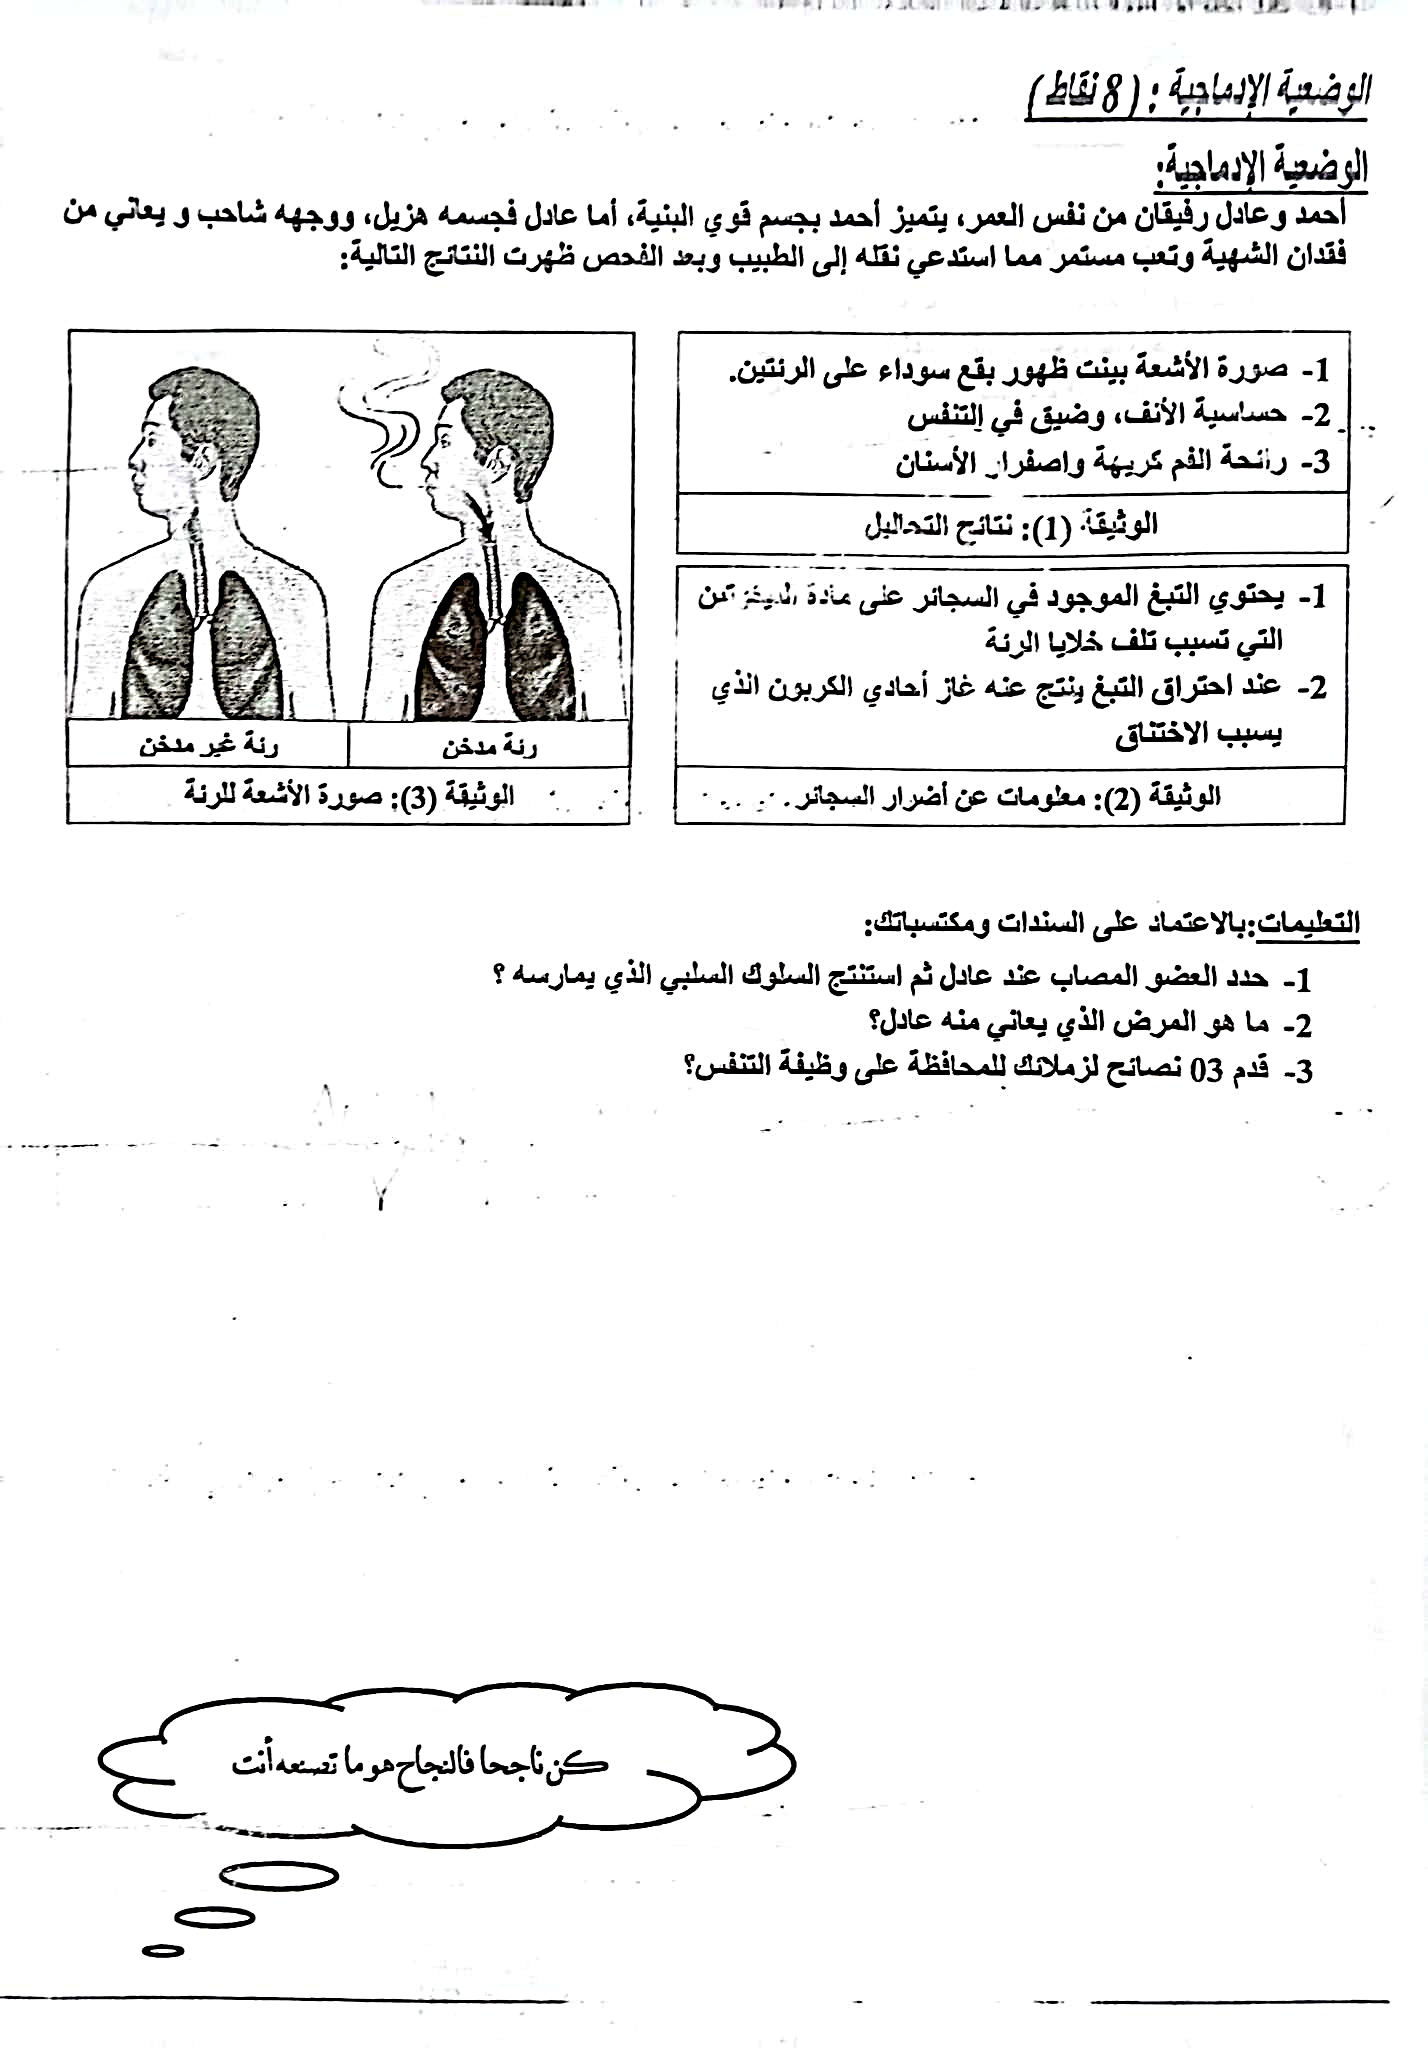 الوضعية الإدماجية : ( 8 نقاط )
الوضعية الإدماجية:
أحمد وعادل رفيقان من نفس العمر، يتميز أحمد بجسم قوي البنية، أما عادل فجسمه هزيل، ووجهه شاحب و يعاني من
فقدان الشهية وتعب مستمر مما استدعي نقله إلى الطبيب وبعد الفحص ظهرت النتائج التالية:
1- صورة الأشعة بينت ظهور بقع سوداء على الرئتين.
2- حساسية الأنف، وضيق في التنفس
3- رائحة الفم كريهة واصفرار الأسنان
الوثيقة (1): نتائج التحاليل
1- يحتوي التبغ الموجود في السجائر على مادة
التي تسبب تلف خلايا الرئة
2- عند احتراق التبغ ينتج عنه غاز أحادي الكربون الذي
يسبب الاختناق
الوثيقة (2): معلومات عن أضرار السجائر
رئة مدخن
رئة غير مدخن
الوثيقة (3): صورة الأشعة للرئة
التعليمات:بالاعتماد على السندات ومكتسباتك:
1- حدد العضو المصاب عند عادل ثم استنتج السلوك السلبي الذي يمارسه ؟
2- ما هو المرض الذي يعاني منه عادل؟
3- قدم 03 نصائح لزملائك للمحافظة على وظيفة التنفس؟
كن ناجحا فالنجاح هو ما تصنعه أنت